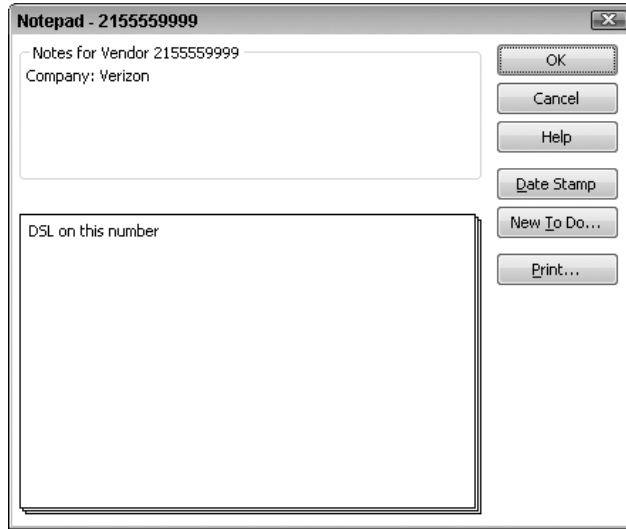 Notepad - 2155559999
Notes for Vendor 2155559999
Company: Verizon
OK
Cancel
Help
Date Stamp
New To Do...
Print...
DSL on this number